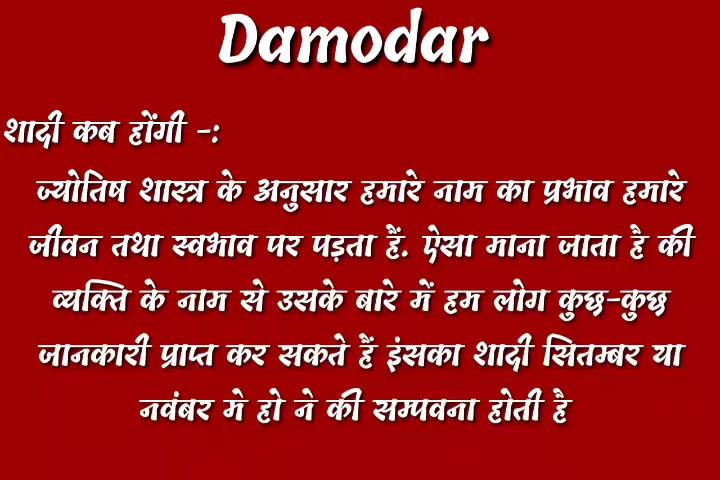 Damodar
शादी कब होंगी -:
ज्योतिष शास्त्र के अनुसार हमारे नाम का प्रभाव हमारे
जीवन तथा स्वभाव पर पड़ता हैं. ऐसा माना जाता है की
व्यक्ति के नाम से उसके बारे में हम लोग कुछ-कुछ
जानकारी प्राप्त कर सकते हैं इंसका शादी सितम्बर या
नवंबर मे हो ने की सम्पवना होती है